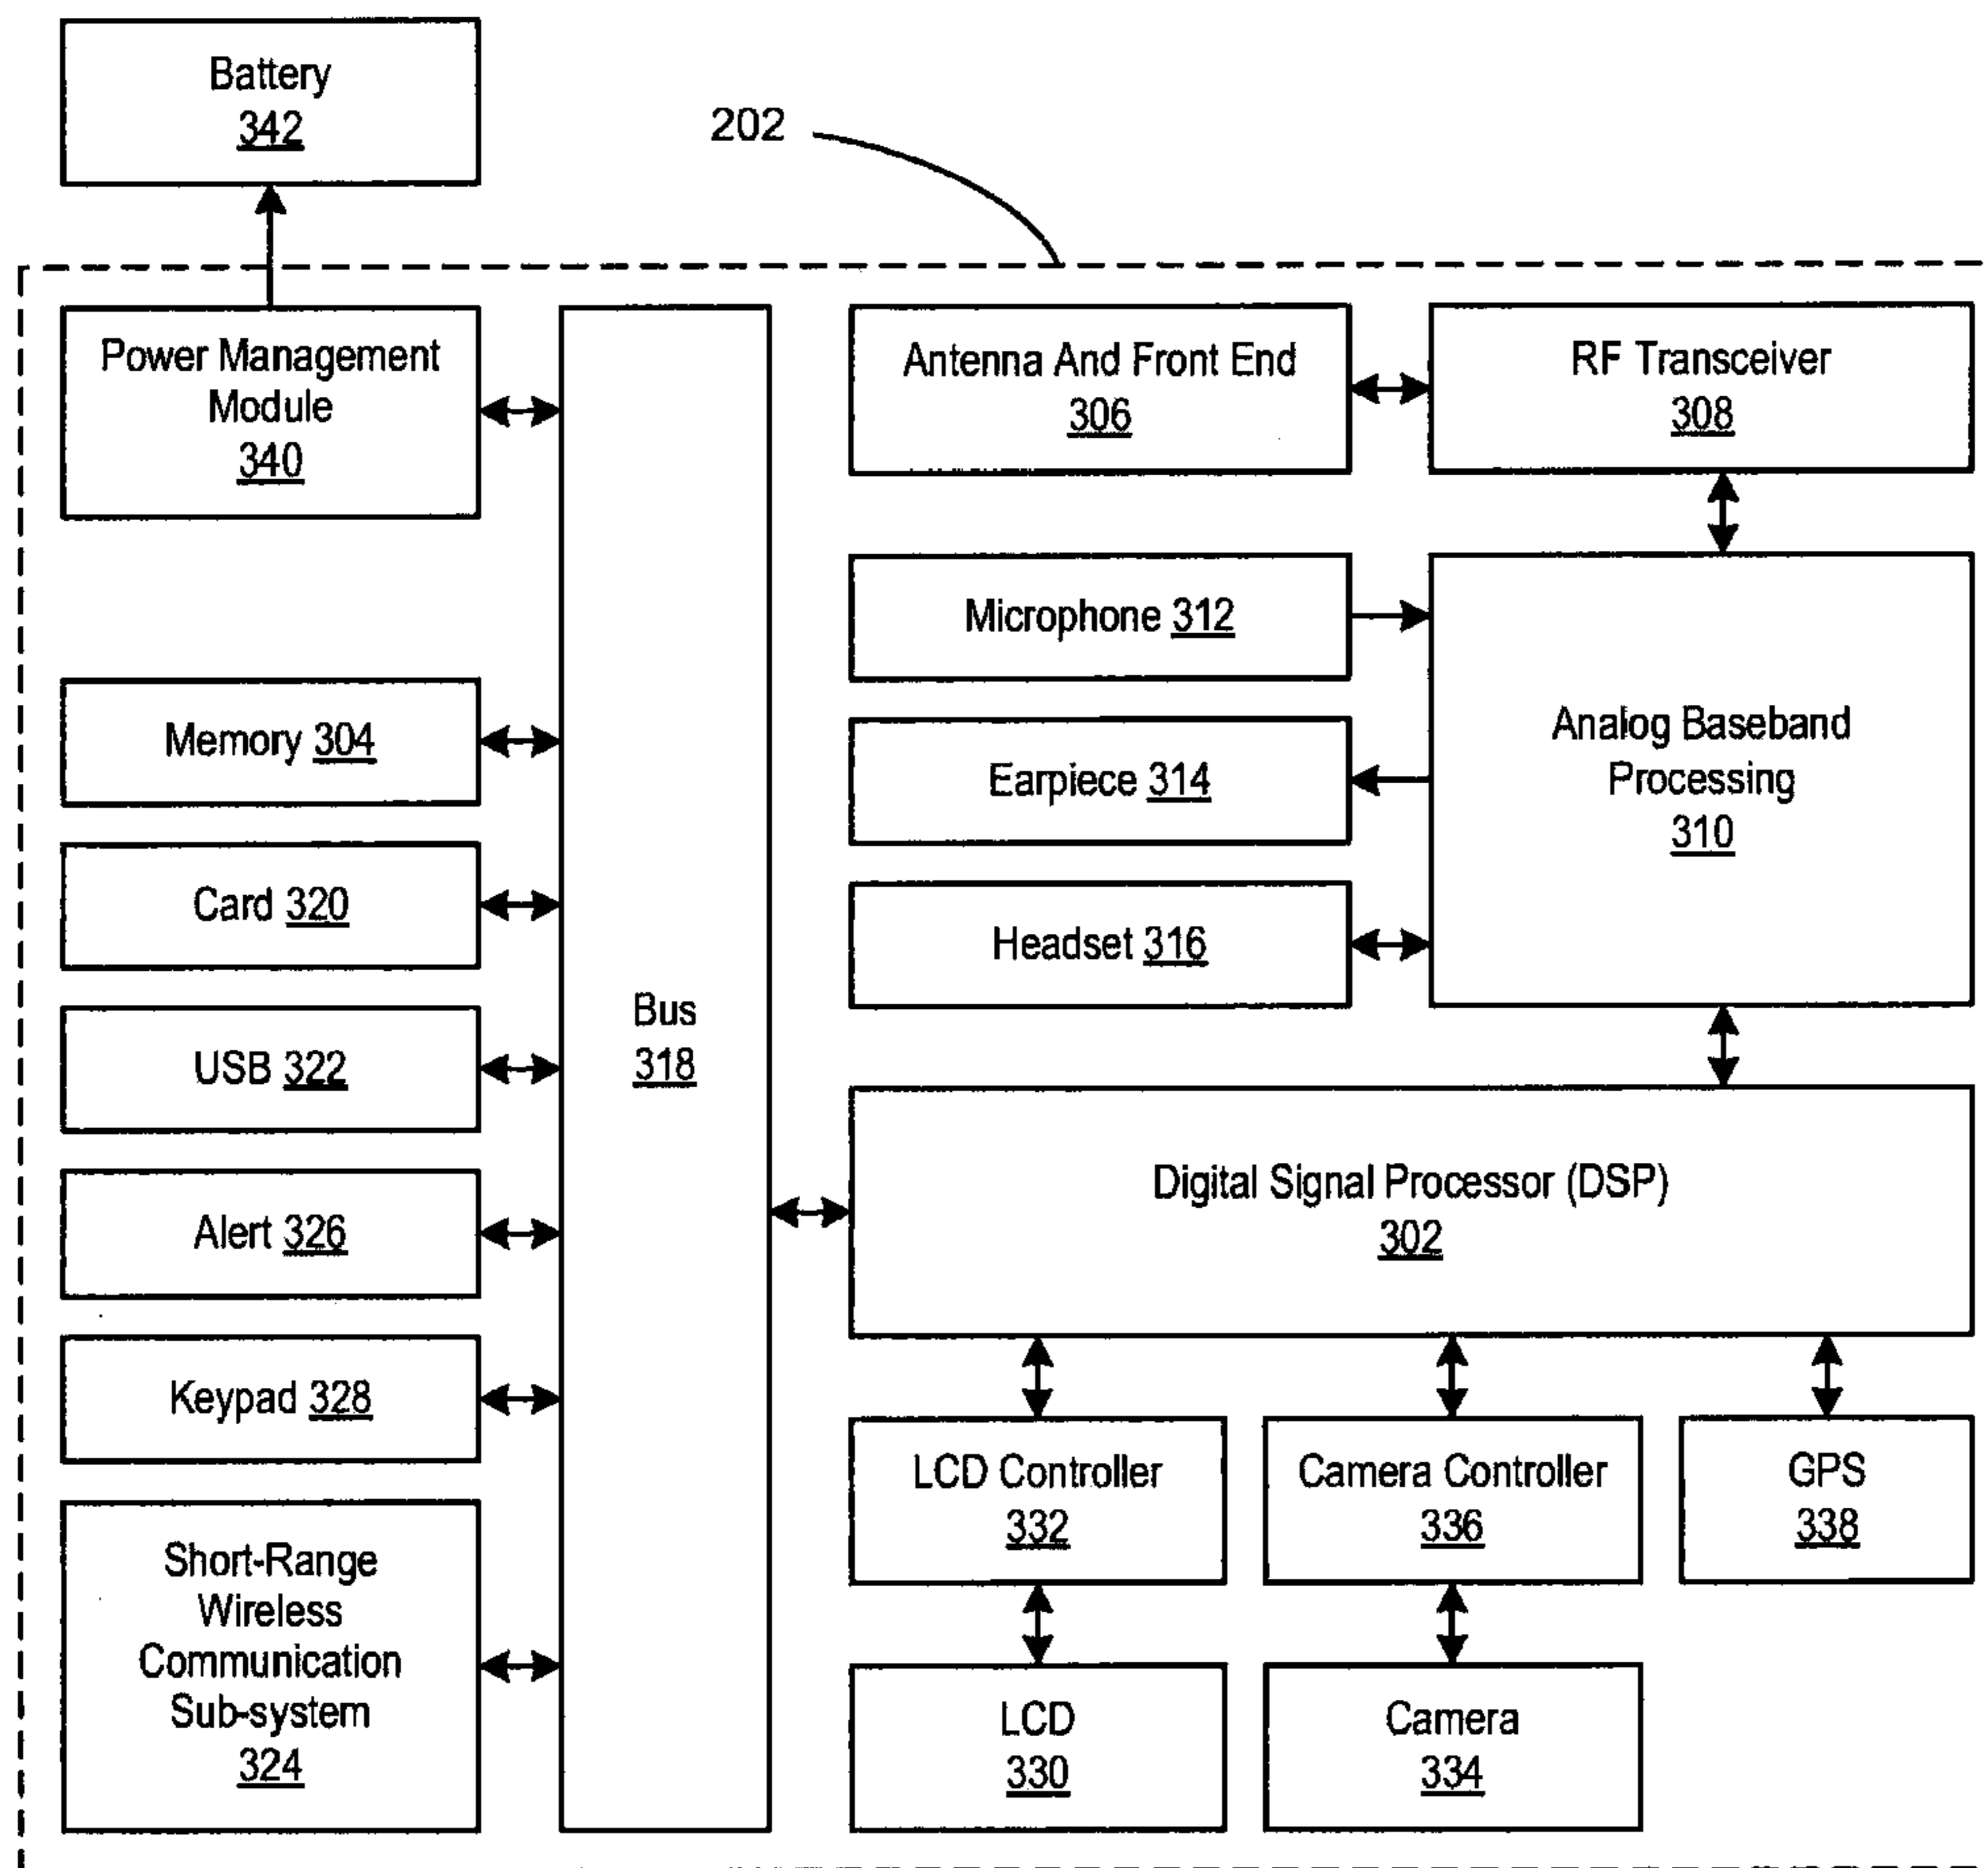 Battery
342
202
Power Management
Module
340
Antenna And Front End
306
RF Transceiver
308
Microphone 312
Memory 304
Earpiece 314
Analog Baseband
Processing
310
Card 320
Headset 316
Bus
318
USB 322
Alert 326
Digital Signal Processor (DSP)
302
Keypad 328
LCD Controller
332
Camera Controller
336
GPS
338
Short-Range
Wireless
Communication
Sub-system
324
LCD
330
Camera
334